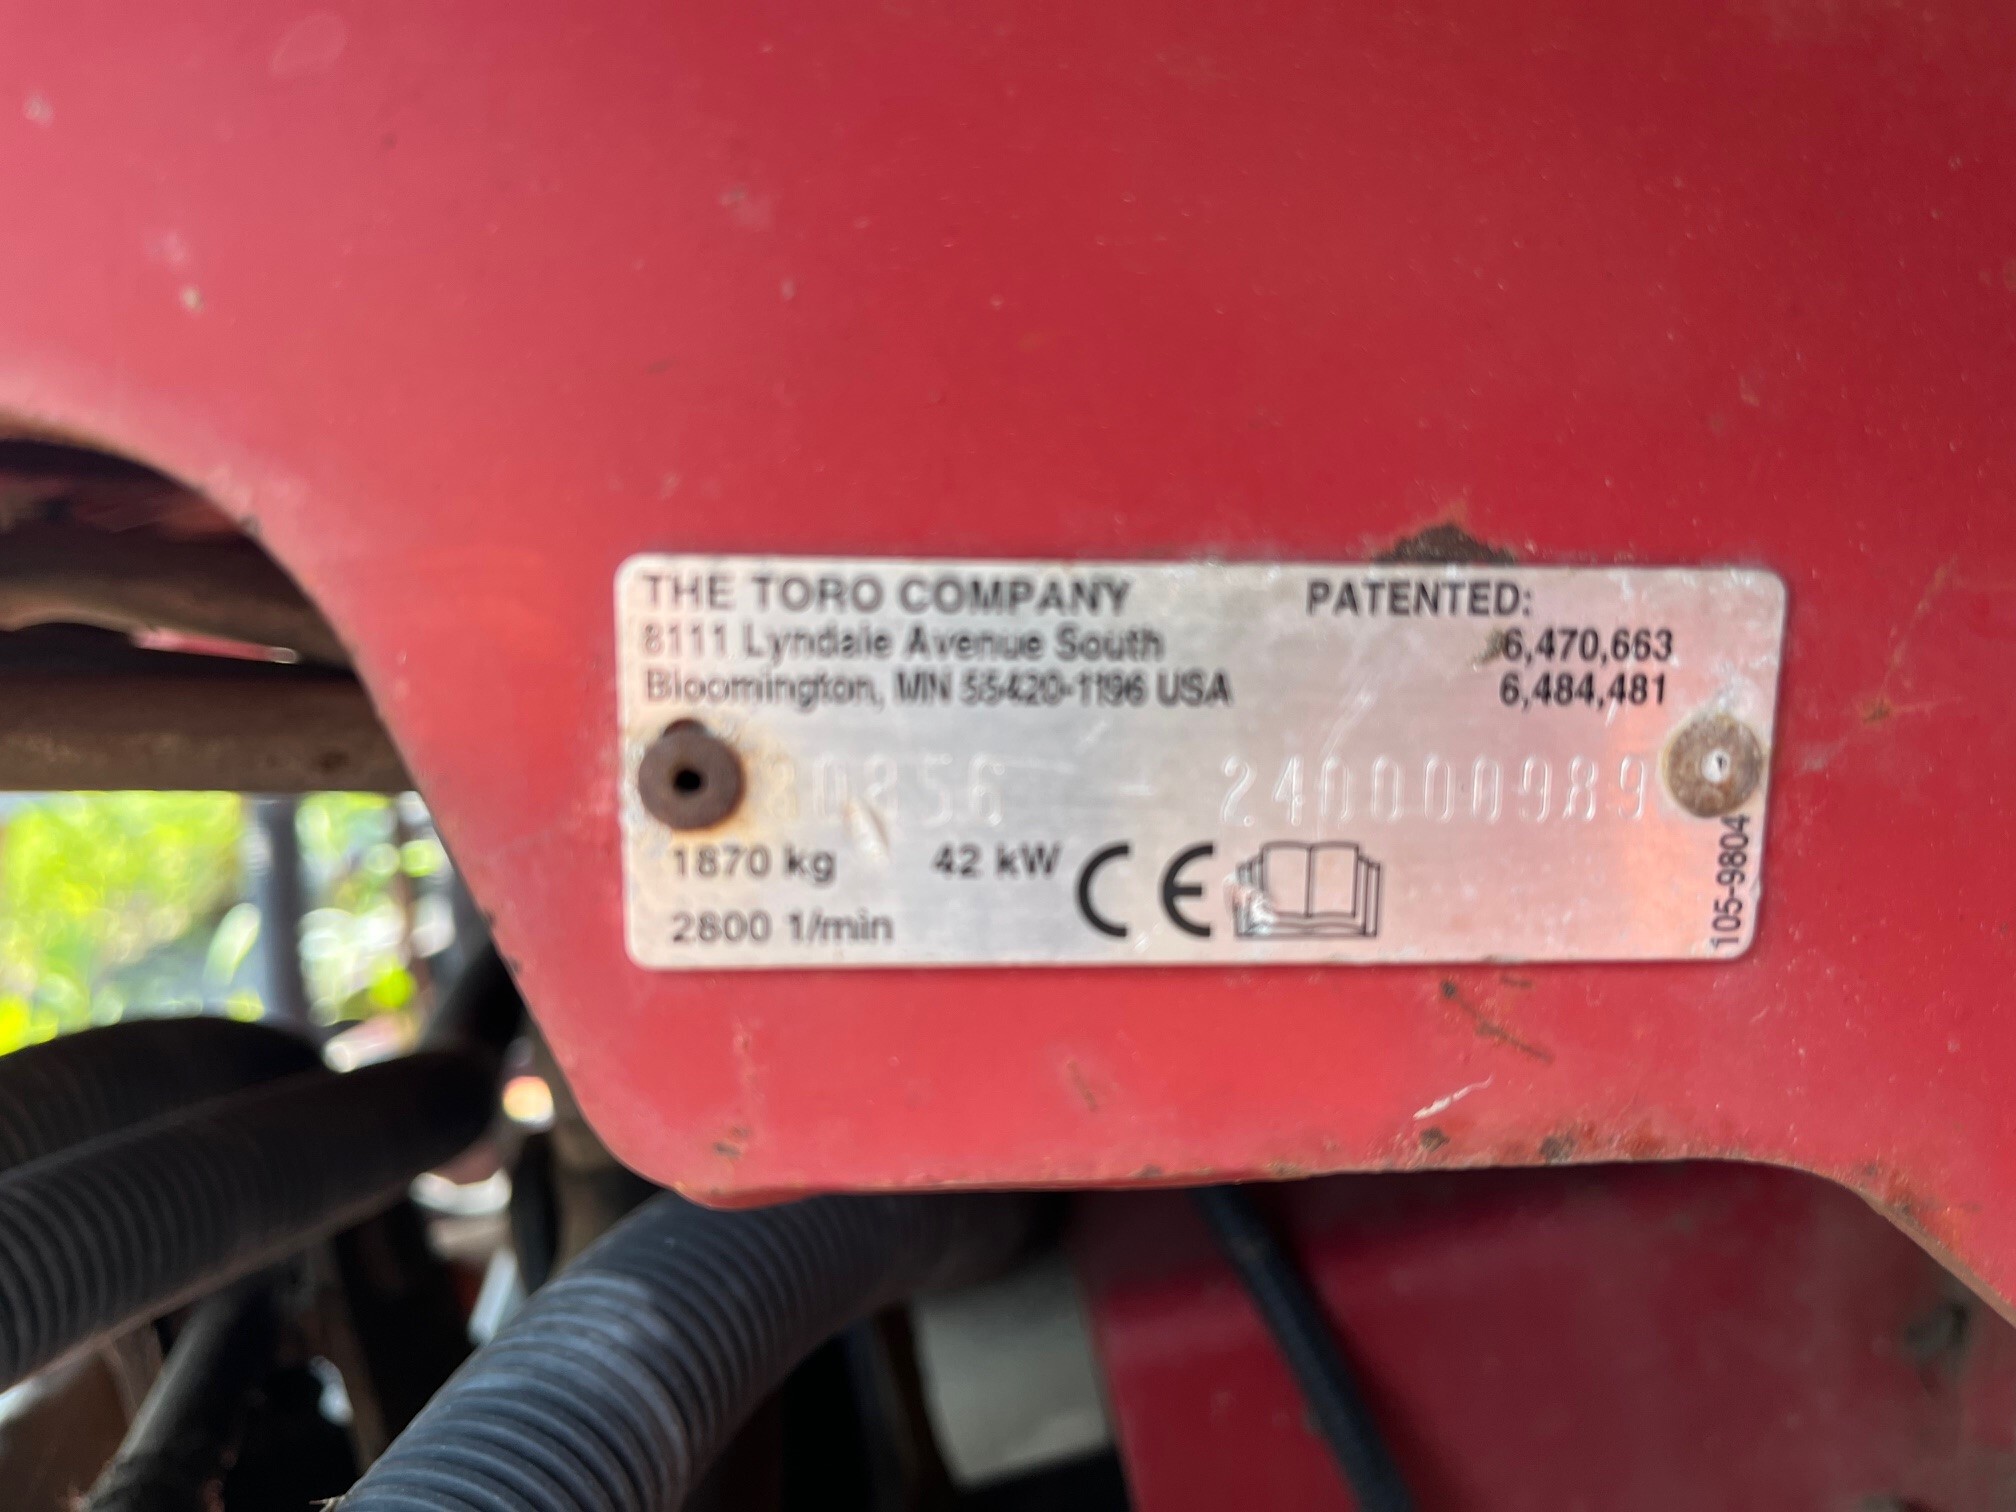 THE TORO COMPANY
8111 Lyndale Avenue South
Bloomington, MN 55420-1196 USA
PATENTED:
6,470,663
6,484,481
240000989
1870 kg
42 kW
CE
2800 1/min
105-9804